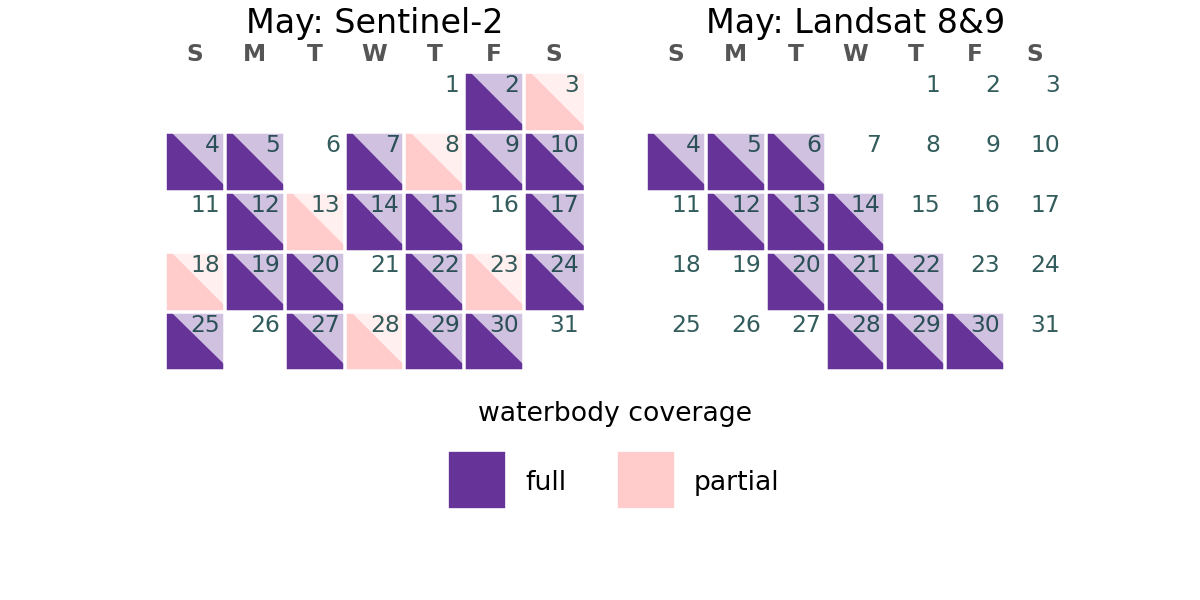 May: Sentinel-2
S M T W T F S
1 2 3
4 5 6 7 8 9 10
11 12 13 14 15 16 17
18 19 20 21 22 23 24
25 26 27 28 29 30 31
May: Landsat 8&9
S M T W T F S
1 2 3
4 5 6 7 8 9 10
11 12 13 14 15 16 17
18 19 20 21 22 23 24
25 26 27 28 29 30 31
waterbody coverage
full
partial